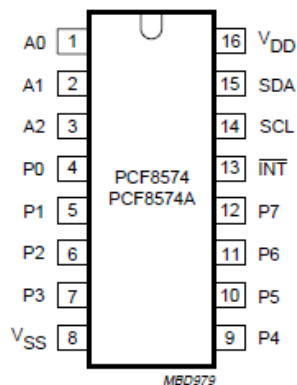 A0 1 16 VDD
A1 2 15 SDA
A2 3 14 SCL
P0 4 13 INT
PCF8574
PCF8574A
P1 5 12 P7
P2 6 11 P6
P3 7 10 P5
VSS 8 9 P4
MBD979